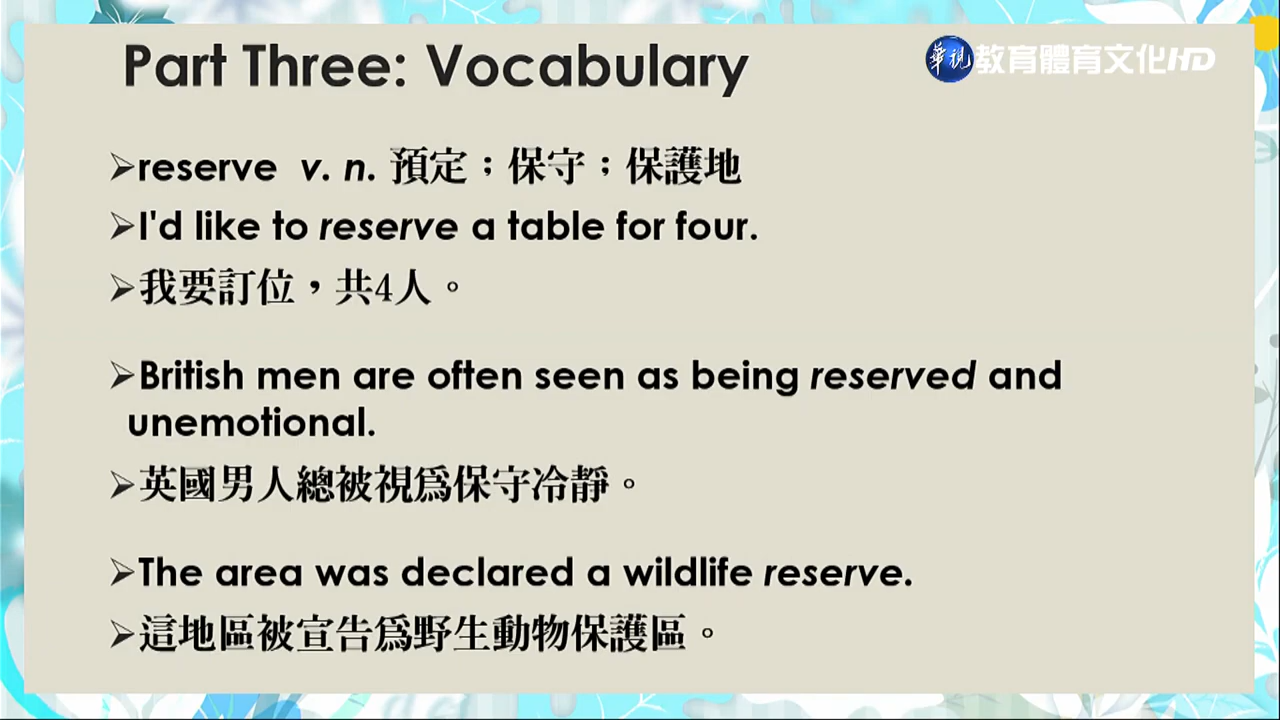 Part Three: Vocabulary
華視 教育體育文化HD
➢reserve v. n. 預定；保守；保護地
➢I'd like to reserve a table for four.
➢我要訂位，共4人。
➢British men are often seen as being reserved and
unemotional.
➢英國男人總被視爲保守冷靜。
➢The area was declared a wildlife reserve.
➢這地區被宣告爲野生動物保護區。